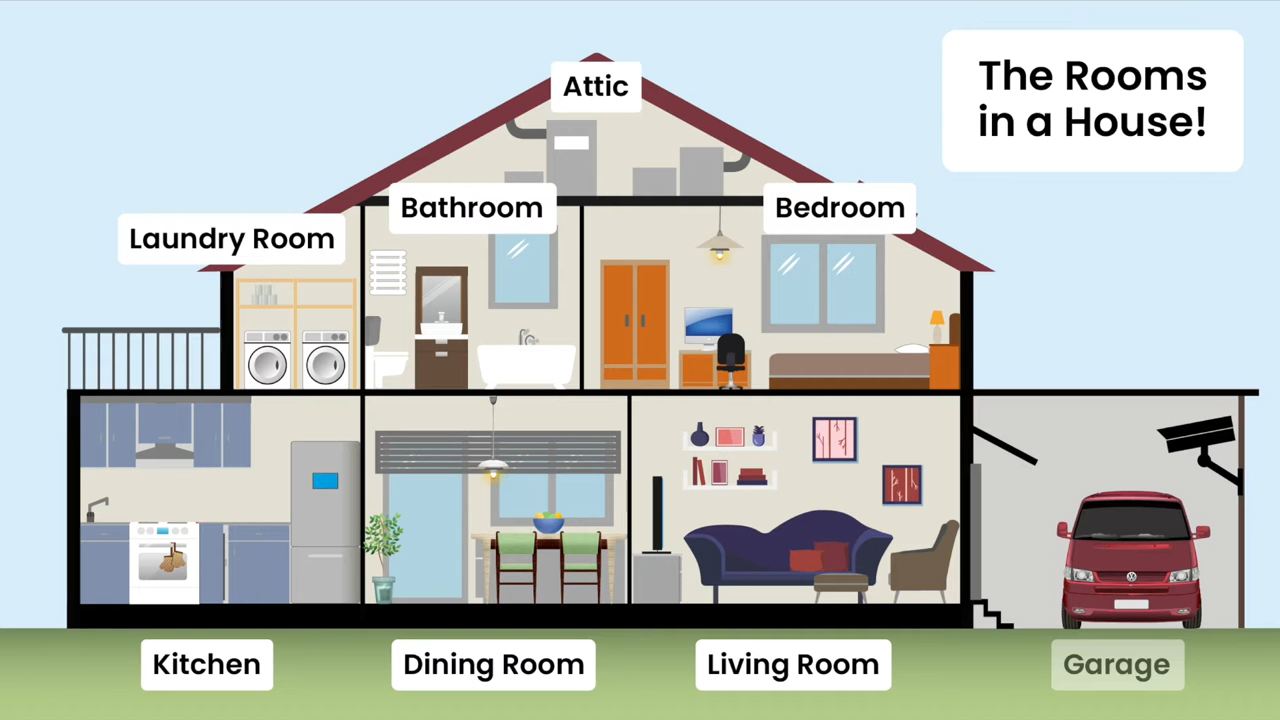 The Rooms
in a House!
Attic
Bathroom
Bedroom
Laundry Room
Kitchen
Dining Room
Living Room
Garage